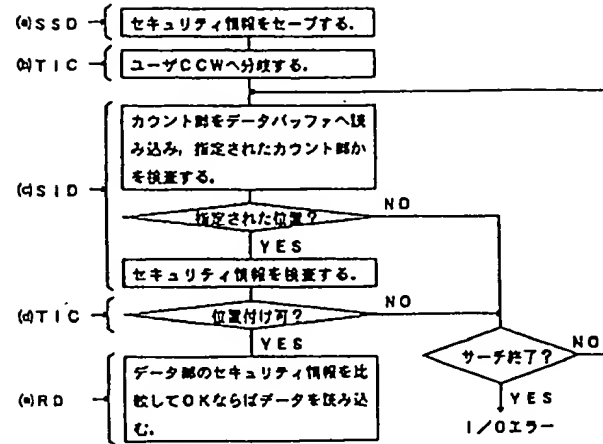 (a)SSD
セキュリティ情報をセーブする.
(b)TIC
ユーザCCWへ分岐する.
(c)SID
カウント部をデータバッファへ読
み込み,指定されたカウント部か
を検査する.
指定された位置?
NO
YES
セキュリティ情報を検査する.
(d)TIC
位置付け可?
NO
YES
サーチ終了?
NO
YES
I/Oエラー
(e)RD
データ部のセキュリティ情報を比
較してOKならばデータを読み込
む.